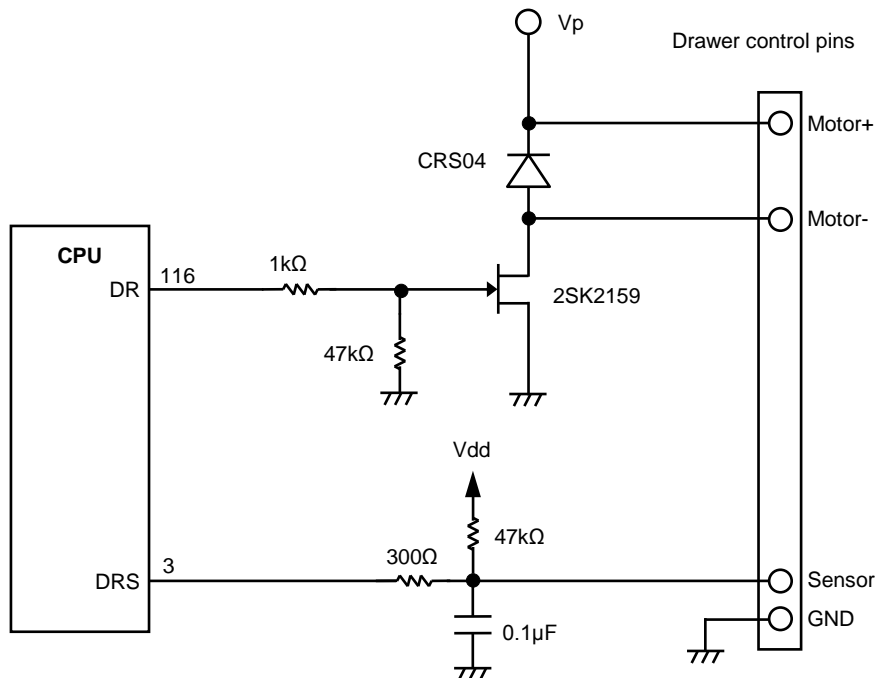 Vp
Drawer control pins
Motor+
CRS04
Motor-
CPU
DR
116
1kΩ
2SK2159
47kΩ
Vdd
47kΩ
DRS
3
300Ω
Sensor
0.1µF
GND